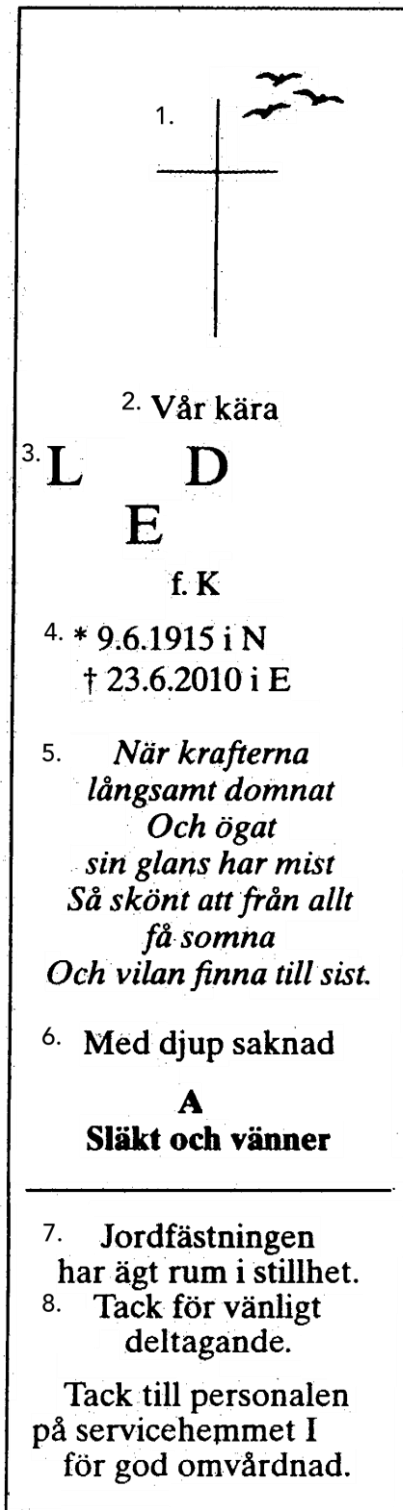 1.
2. Vår kära
3. L D
E
f. K
4. * 9.6.1915 i N
† 23.6.2010 i E
5. När krafterna
långsamt domnat
Och ögat
sin glans har mist
Så skönt att från allt
få somna
Och vilan finna till sist.
6. Med djup saknad
A
Släkt och vänner
7. Jordfästningen
har ägt rum i stillhet.
8. Tack för vänligt
deltagande.
Tack till personalen
på servicehemmet I
för god omvårdnad.